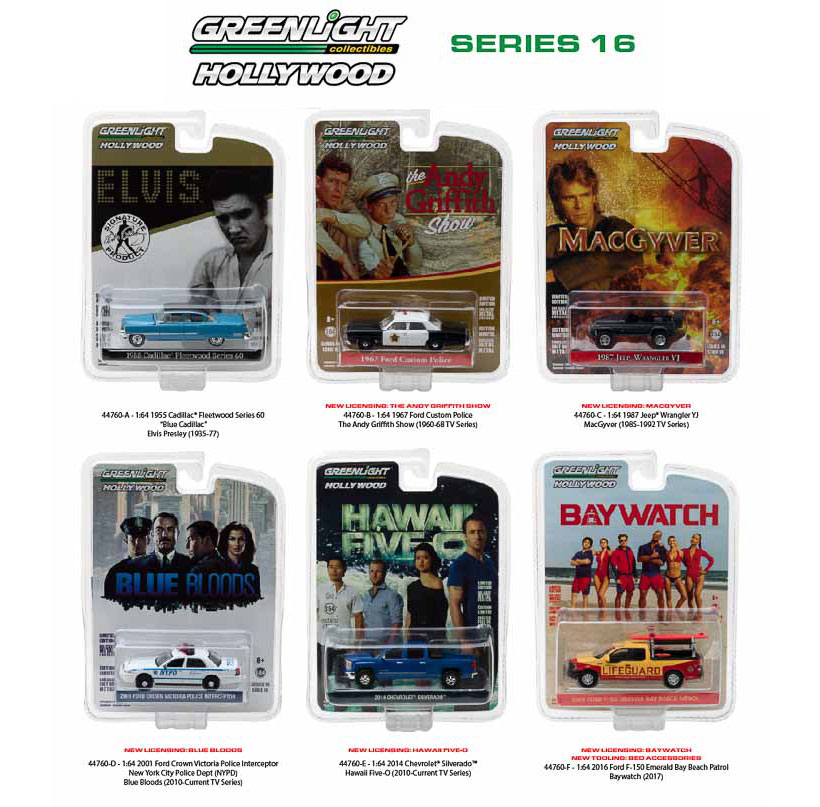 GREENLIGHT
collectibles
HOLLYWOOD
SERIES 16
GREENLIGHT
HOLLYWOOD
ELVIS
SIGNATURE
PRODUCT
1955 Cadillac Fleetwood Series 60
44760-A - 1:64 1955 Cadillac® Fleetwood Series 60
"Blue Cadillac"
Elvis Presley (1935-77)
GREENLIGHT
HOLLYWOOD
the
Andy
Griffith
Show
1967 Ford Custom Police
NEW LICENSING: THE ANDY GRIFFITH SHOW
44760-B - 1:64 1967 Ford Custom Police
The Andy Griffith Show (1960-68 TV Series)
GREENLIGHT
HOLLYWOOD
MACGYVER
1987 Jeep Wrangler YJ
NEW LICENSING: MACGYVER
44760-C - 1:64 1987 Jeep® Wrangler YJ
MacGyver (1985-1992 TV Series)
GREENLIGHT
HOLLYWOOD
BLUE BLOODS
NYPD
2001 FORD CROWN VICTORIA POLICE INTERCEPTOR
NEW LICENSING: BLUE BLOODS
44760-D - 1:64 2001 Ford Crown Victoria Police Interceptor
New York City Police Dept (NYPD)
Blue Bloods (2010-Current TV Series)
GREENLIGHT
HOLLYWOOD
HAWAII
FIVE-O
2014 CHEVROLET SILVERADO
NEW LICENSING: HAWAII FIVE-O
44760-E - 1:64 2014 Chevrolet® Silverado™
Hawaii Five-O (2010-Current TV Series)
GREENLIGHT
HOLLYWOOD
BAYWATCH
LIFEGUARD
NEW LICENSING: BAYWATCH
NEW TOOLING: BED ACCESSORIES
44760-F - 1:64 2016 Ford F-150 Emerald Bay Beach Patrol
Baywatch (2017)